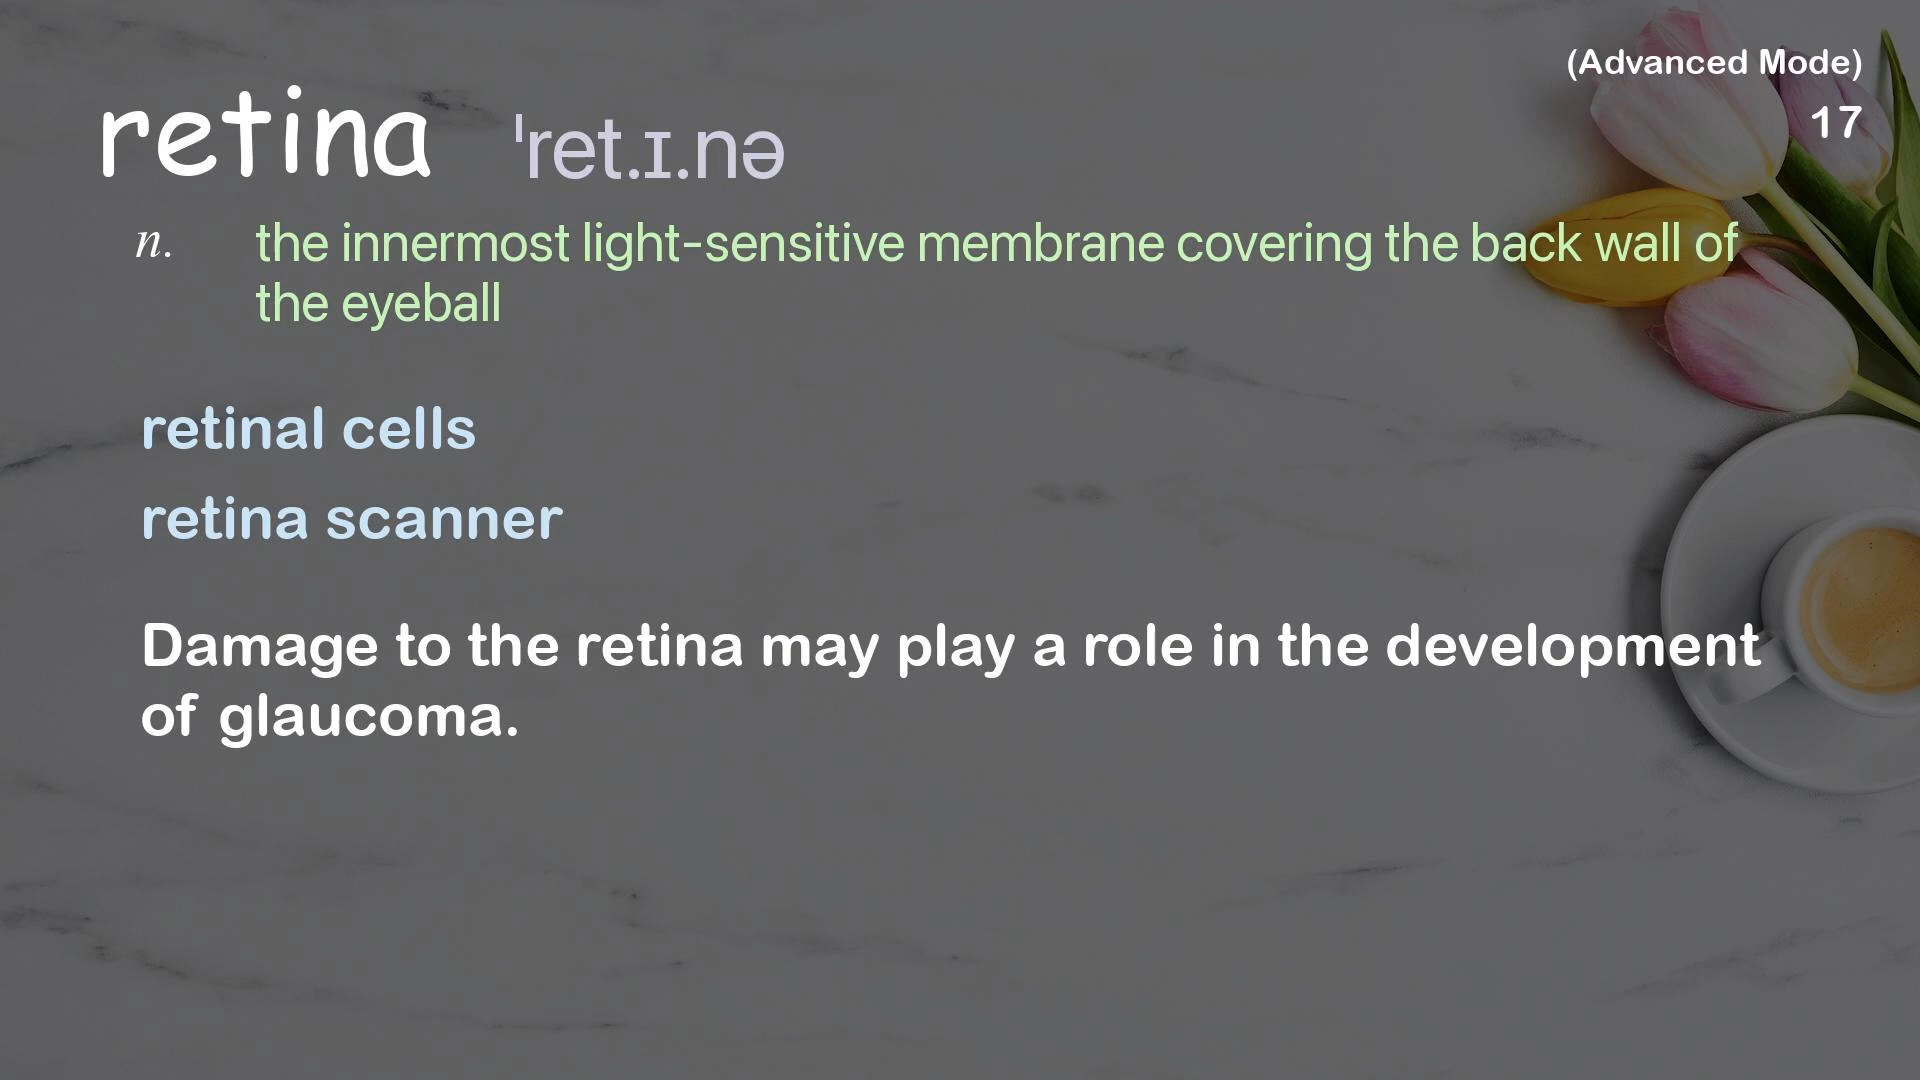 (Advanced Mode)
17
retina ˈret.ɪ.nə
n. the innermost light-sensitive membrane covering the back wall of
the eyeball
retinal cells
retina scanner
Damage to the retina may play a role in the development
of glaucoma.